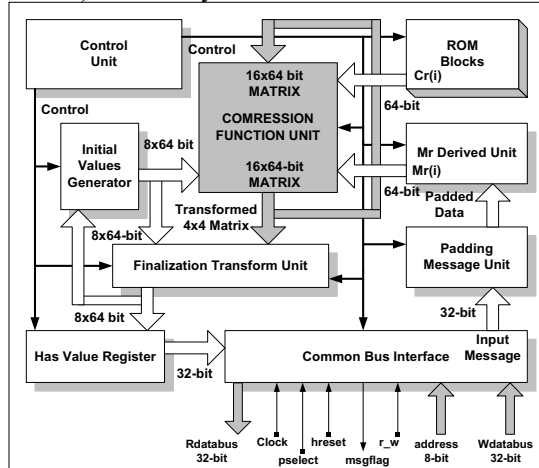 Control
Unit
Control
ROM
Blocks
Cr(i)
16x64 bit
MATRIX
64-bit
COMRESSION
FUNCTION UNIT
Control
8x64 bit
Initial
Values
Generator
16x64-bit
MATRIX
Mr Derived Unit
Mr(i)
64-bit
Transformed
4x4 Matrix
Padded
Data
8x64-bit
Finalization Transform Unit
Padding
Message Unit
8x64 bit
32-bit
Input
Message
Has Value Register
32-bit
Common Bus Interface
Rdatabus
32-bit
Clock
pselect
hreset
msgflag
r_w
address
8-bit
Wdatabus
32-bit